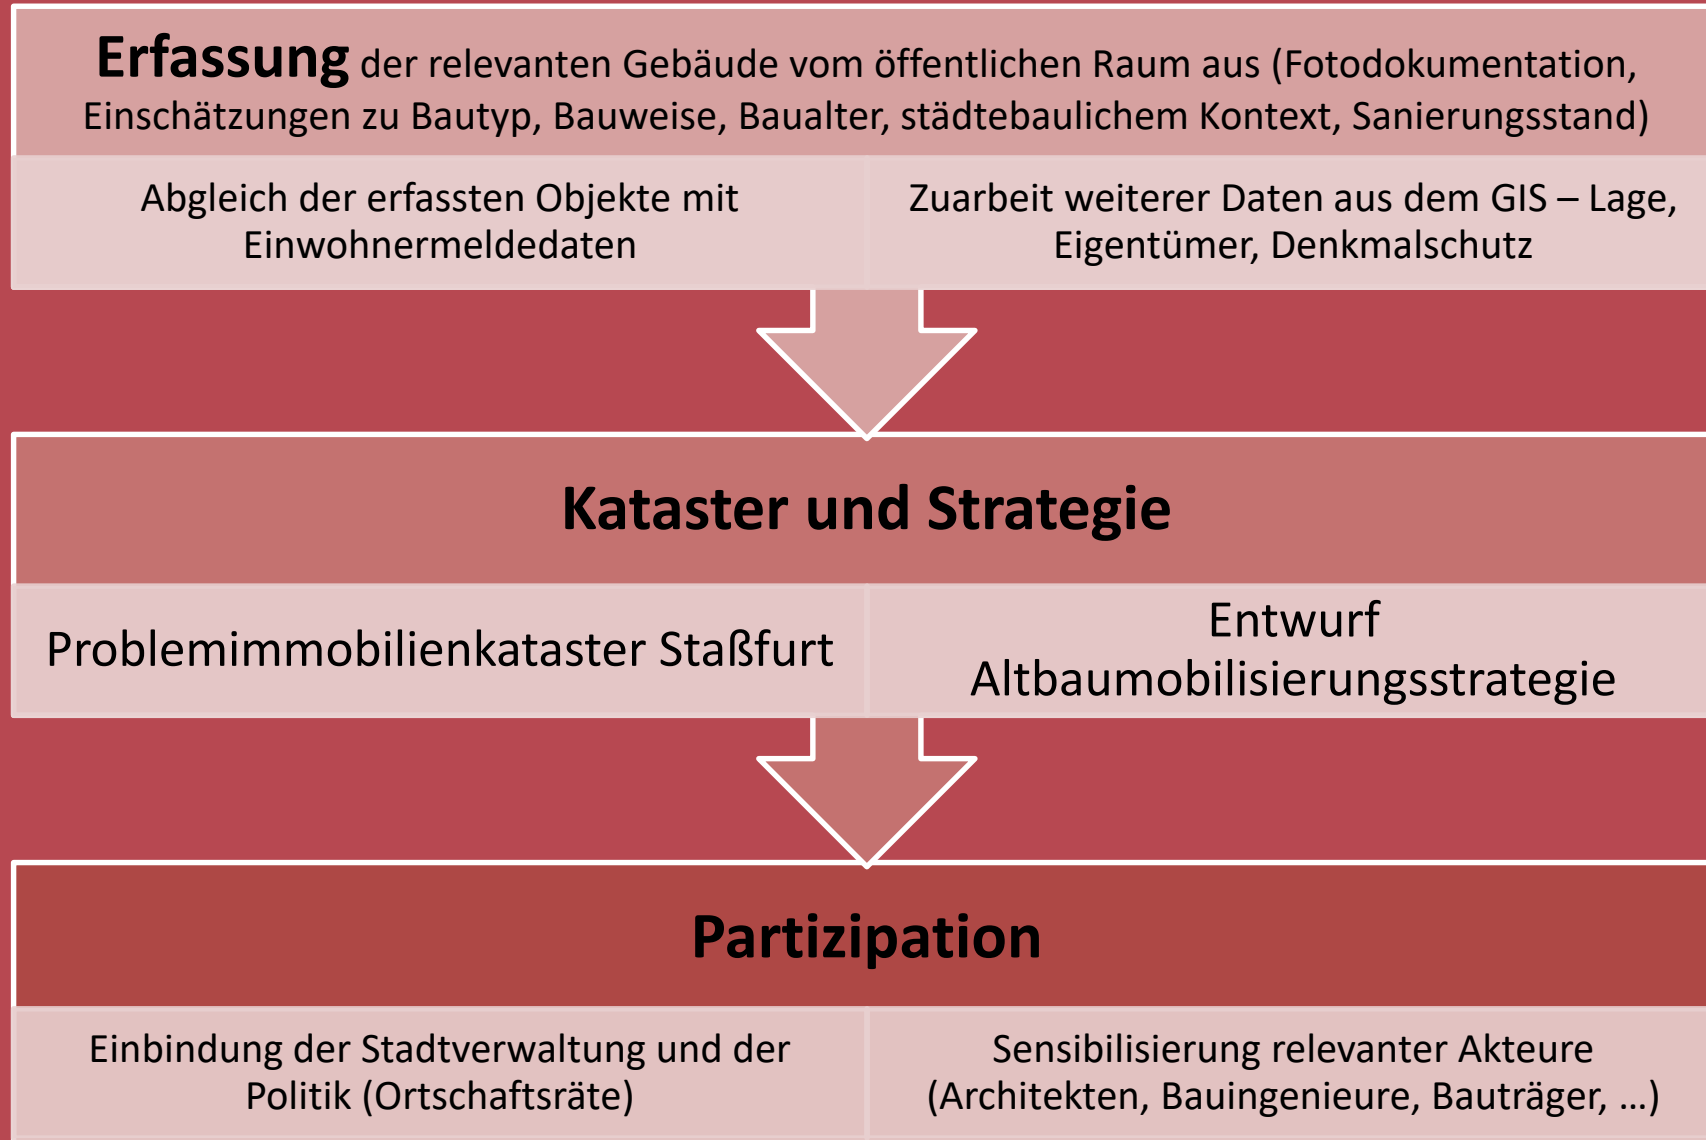 Erfassung der relevanten Gebäude vom öffentlichen Raum aus (Fotodokumentation,
Einschätzungen zu Bautyp, Bauweise, Baualter, städtebaulichem Kontext, Sanierungsstand)
Abgleich der erfassten Objekte mit
Einwohnermeldedaten
Zuarbeit weiterer Daten aus dem GIS – Lage,
Eigentümer, Denkmalschutz
Kataster und Strategie
Problemimmobilienkataster Staßfurt
Entwurf
Altbaumobilisierungsstrategie
Partizipation
Einbindung der Stadtverwaltung und der
Politik (Ortschaftsräte)
Sensibilisierung relevanter Akteure
(Architekten, Bauingenieure, Bauträger, …)